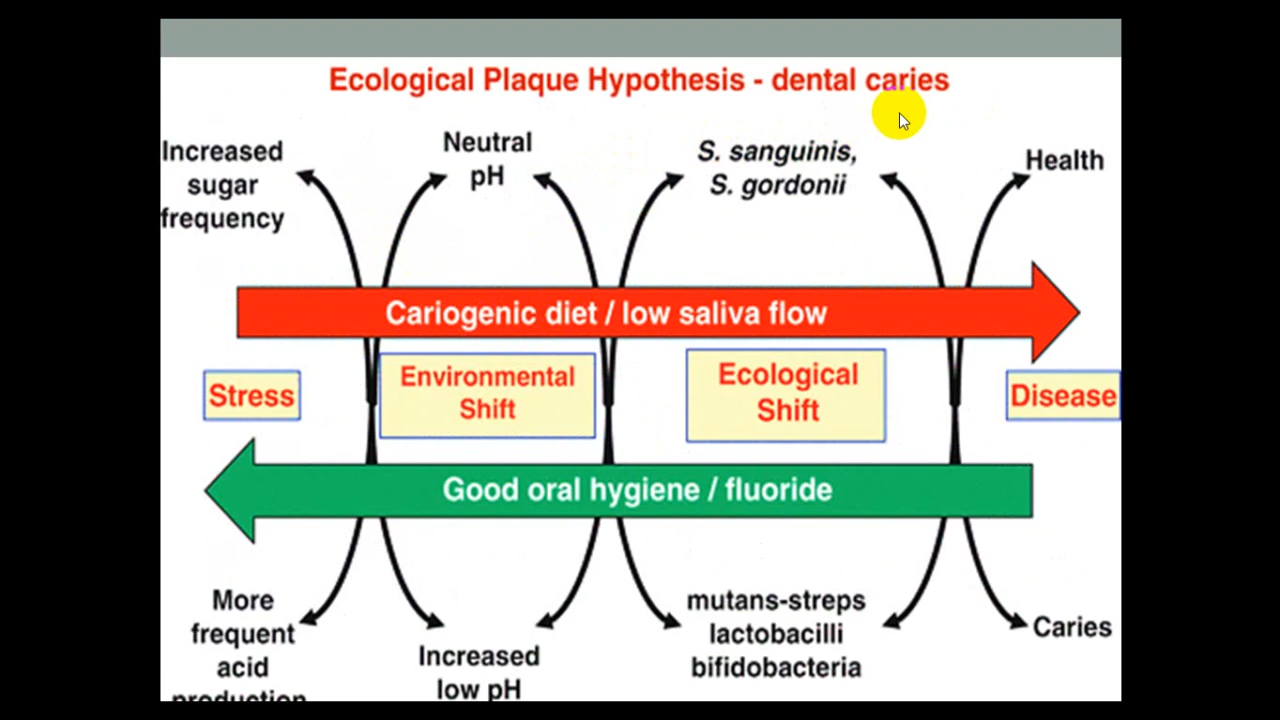 Ecological Plaque Hypothesis - dental caries
Increased
sugar
frequency
Neutral
pH
S. sanguinis,
S. gordonii
Health
Cariogenic diet / low saliva flow
Stress
Environmental
Shift
Ecological
Shift
Disease
Good oral hygiene / fluoride
More
frequent
acid
production
Increased
low pH
mutans-streps
lactobacilli
bifidobacteria
Caries